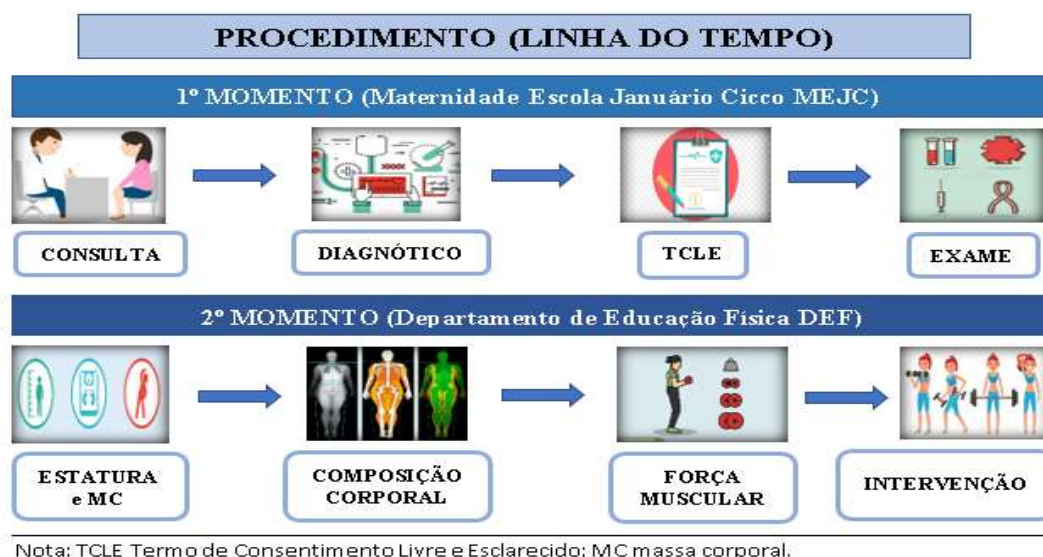 PROCEDIMENTO (LINHA DO TEMPO)
1º MOMENTO (Maternidade Escola Januário Cicco MEJC)
CONSULTA
DIAGNÓTICO
TCLE
EXAME
2º MOMENTO (Departamento de Educação Física DEF)
ESTATURA
e MC
COMPOSIÇÃO
CORPORAL
FORÇA
MUSCULAR
INTERVENÇÃO
Nota: TCLE Termo de Consentimento Livre e Esclarecido; MC massa corporal.